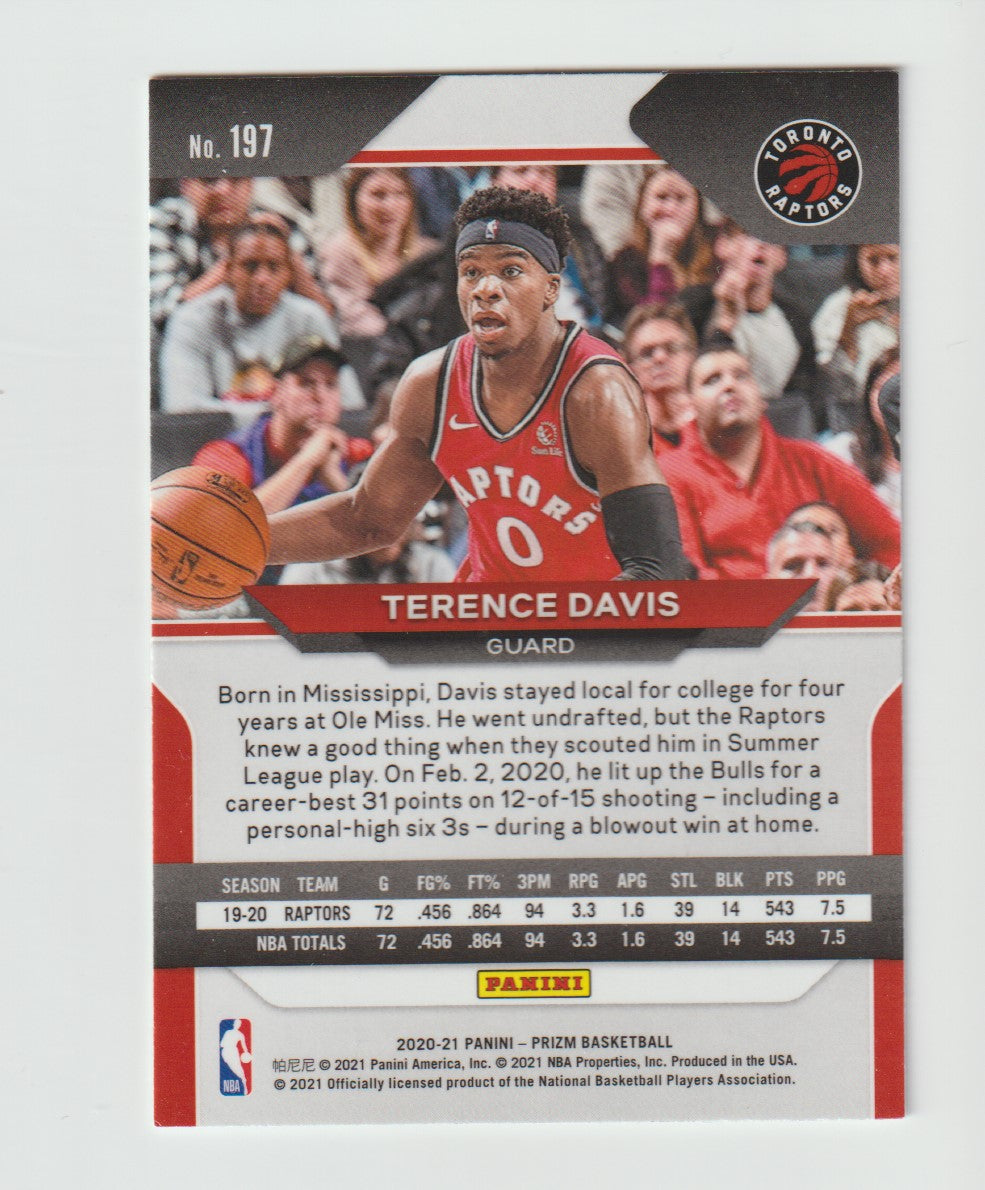 No. 197
TORONTO
RAPTORS
Sun Life
RAPTORS
0
TERENCE DAVIS
GUARD
Born in Mississippi, Davis stayed local for college for four
years at Ole Miss. He went undrafted, but the Raptors
knew a good thing when they scouted him in Summer
League play. On Feb. 2, 2020, he lit up the Bulls for a
career-best 31 points on 12-of-15 shooting – including a
personal-high six 3s – during a blowout win at home.
SEASON TEAM G FG% FT% 3PM RPG APG STL BLK PTS PPG
19-20 RAPTORS 72 .456 .864 94 3.3 1.6 39 14 543 7.5
NBA TOTALS 72 .456 .864 94 3.3 1.6 39 14 543 7.5
PANINI
2020-21 PANINI – PRIZM BASKETBALL
帕尼尼 © 2021 Panini America, Inc. © 2021 NBA Properties, Inc. Produced in the USA.
© 2021 Officially licensed product of the National Basketball Players Association.
NBA